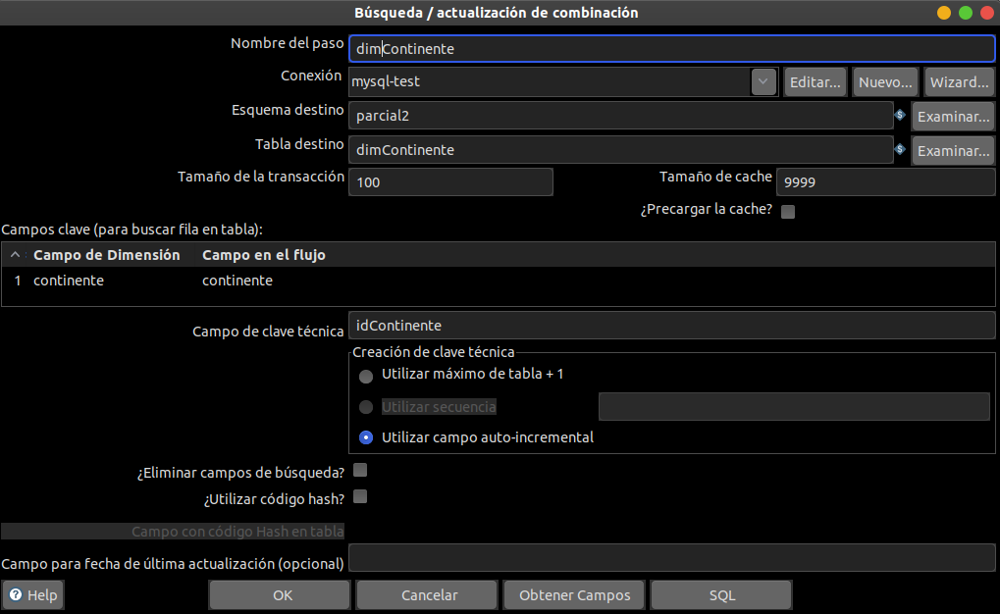 Búsqueda / actualización de combinación
Nombre del paso dimContinente
Conexión mysql-test Editar... Nuevo... Wizard...
Esquema destino parcial2 Examinar...
Tabla destino dimContinente Examinar...
Tamaño de la transacción 100 Tamaño de cache 9999
¿Precargar la cache?
Campos clave (para buscar fila en tabla):
Campo de Dimensión Campo en el flujo
1 continente continente
Campo de clave técnica idContinente
Creación de clave técnica
Utilizar máximo de tabla + 1
Utilizar secuencia
Utilizar campo auto-incremental
¿Eliminar campos de búsqueda?
¿Utilizar código hash?
Campo con código Hash en tabla
Campo para fecha de última actualización (opcional)
Help OK Cancelar Obtener Campos SQL